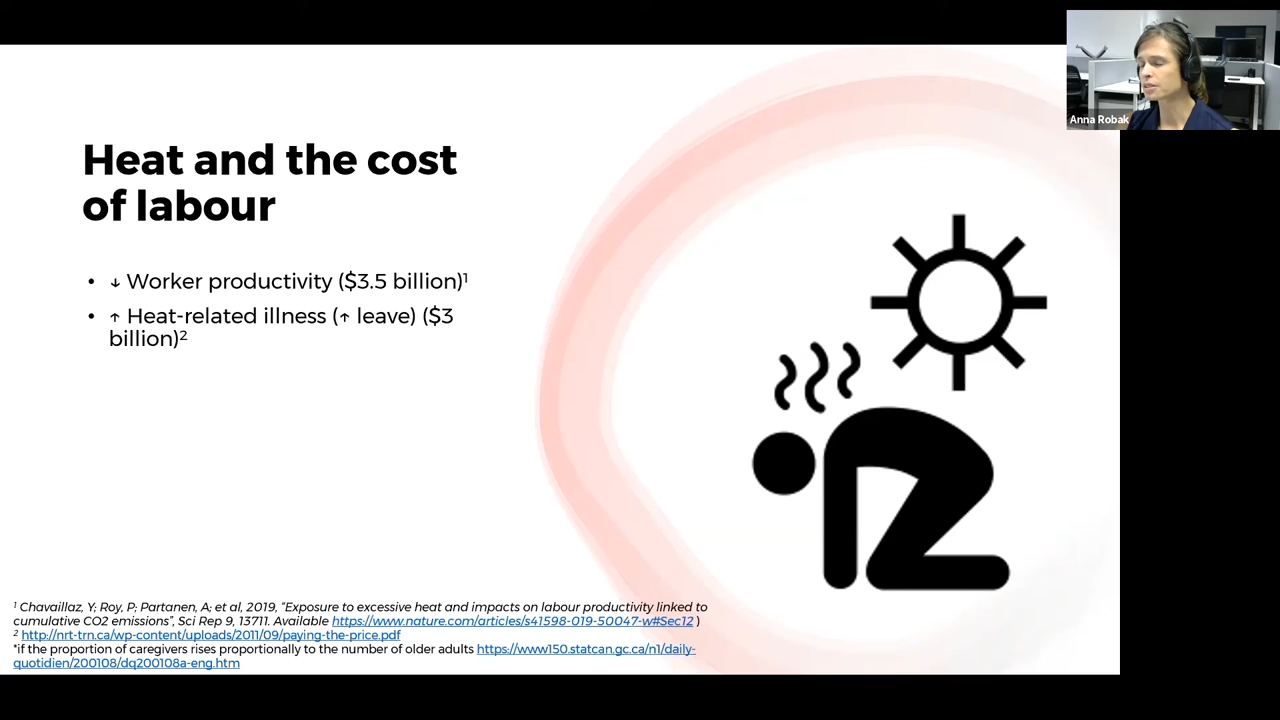 Anna Robak
Heat and the cost
of labour
• ↓ Worker productivity ($3.5 billion)¹
• ↑ Heat-related illness (↑ leave) ($3
billion)²
¹ Chavaillaz, Y; Roy, P; Partanen, A; et al, 2019, “Exposure to excessive heat and impacts on labour productivity linked to
cumulative CO2 emissions”, Sci Rep 9, 13711. Available https://www.nature.com/articles/s41598-019-50047-w#Sec12 )
² http://nrt-trn.ca/wp-content/uploads/2011/09/paying-the-price.pdf
*if the proportion of caregivers rises proportionally to the number of older adults https://www150.statcan.gc.ca/n1/daily-
quotidien/200108/dq200108a-eng.htm